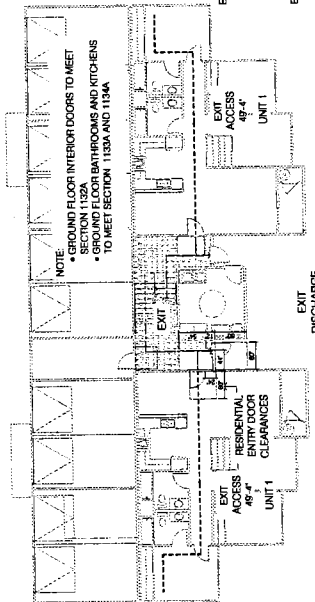 NOTE:
• GROUND FLOOR INTERIOR DOORS TO MEET
SECTION 1132A
• GROUND FLOOR BATHROOMS AND KITCHENS
TO MEET SECTION 1133A AND 1134A
EXIT
ACCESS
49'-4"
UNIT 1
EXIT
EXIT
DISCHARGE
RESIDENTIAL
ENTRY DOOR
CLEARANCES
EXIT
ACCESS
49'-4"
UNIT 1